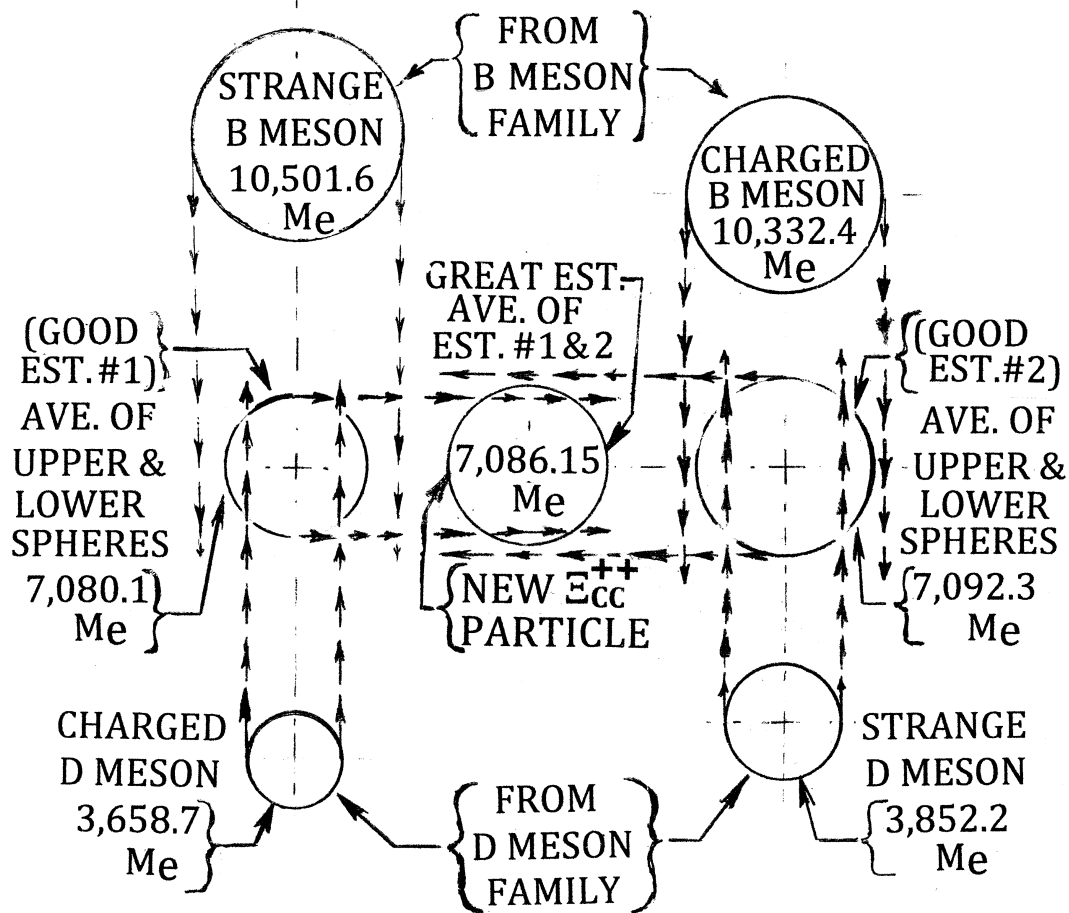 FROM
B MESON
FAMILY
STRANGE
B MESON
10,501.6
Me
CHARGED
B MESON
10,332.4
Me
GREAT EST.
AVE. OF
EST. #1&2
(GOOD
EST.#1)
AVE. OF
UPPER &
LOWER
SPHERES
7,080.1
Me
7,086.15
Me
NEW Ξcc++
PARTICLE
(GOOD
EST.#2)
AVE. OF
UPPER &
LOWER
SPHERES
7,092.3
Me
CHARGED
D MESON
3,658.7
Me
FROM
D MESON
FAMILY
STRANGE
D MESON
3,852.2
Me